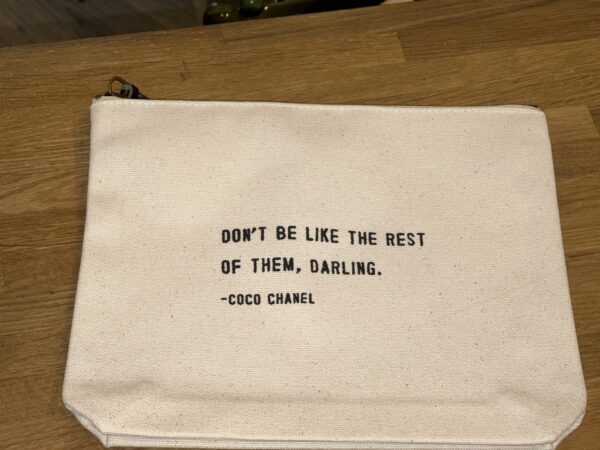 DON'T BE LIKE THE REST
OF THEM, DARLING.
-COCO CHANEL